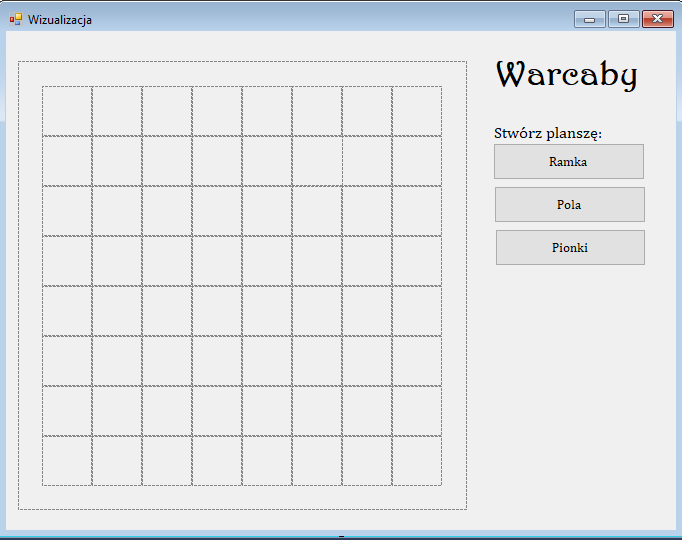 Wizualizacja
Warcaby
Stwórz planszę:
Ramka
Pola
Pionki